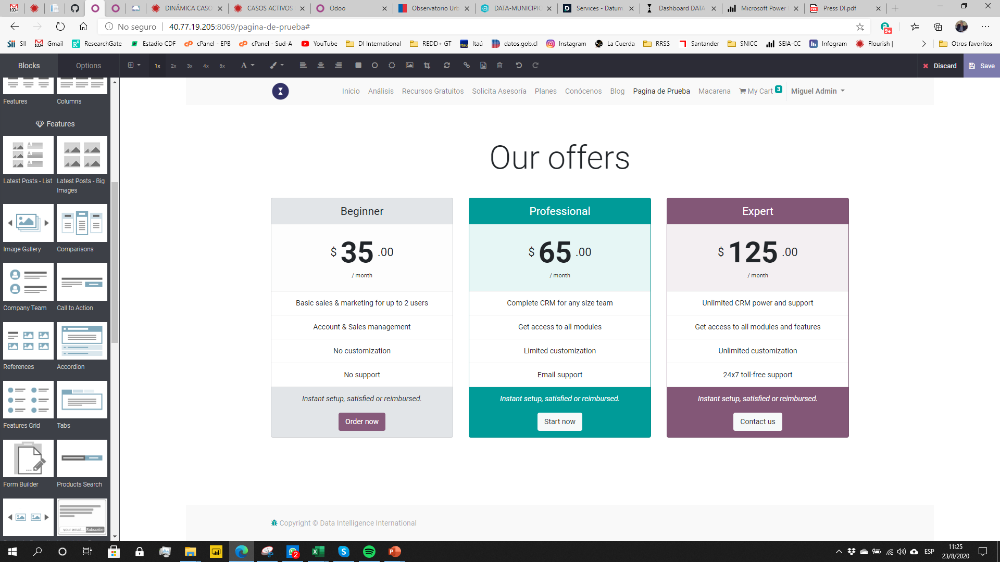 DINÁMICA CASO
CASOS ACTIVOS
Odoo
Observatorio Urb
DATA-MUNICIPIO
Services - Datum
Dashboard DATA
Microsoft Power
Press DI.pdf
No seguro
40.77.19.205:8069/pagina-de-prueba#
9+
SII
Gmail
ResearchGate
Estadio CDF
cPanel - EPB
cPanel - Sud-A
YouTube
DI International
REDD+ GT
Itaú
datos.gob.cl
Instagram
La Cuerda
RRSS
Santander
SNICC
SEIA-CC
Infogram
Flourish |
Otros favoritos
Blocks
Options
1x
2x
3x
4x
5x
A
Discard
Save
Features
Columns
Features
Latest Posts - List
Latest Posts - Big Images
Image Gallery
Comparisons
Company Team
Call to Action
References
Accordion
Features Grid
Tabs
Form Builder
Products Search
your email...
Subscribe
Inicio
Análisis
Recursos Gratuitos
Solicita Asesoría
Planes
Conócenos
Blog
Pagina de Prueba
Macarena
My Cart 3
Miguel Admin
Our offers
Beginner
$ 35 .00
/ month
Basic sales & marketing for up to 2 users
Account & Sales management
No customization
No support
Instant setup, satisfied or reimbursed.
Order now
Professional
$ 65 .00
/ month
Complete CRM for any size team
Get access to all modules
Limited customization
Email support
Instant setup, satisfied or reimbursed.
Start now
Expert
$ 125 .00
/ month
Unlimited CRM power and support
Get access to all modules and features
Unlimited customization
24x7 toll-free support
Instant setup, satisfied or reimbursed.
Contact us
Copyright © Data Intelligence International
2
ESP
11:25
23/8/2020